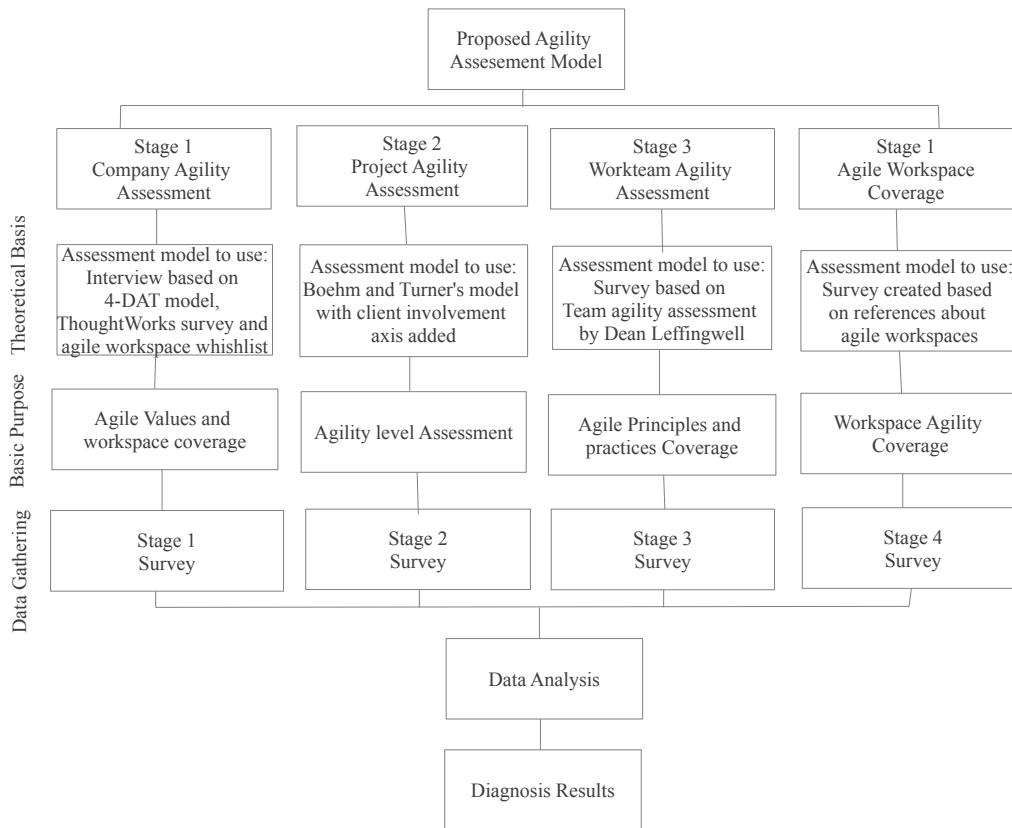 Proposed Agility
Assesement Model
Stage 1
Company Agility
Assessment
Stage 2
Project Agility
Assessment
Stage 3
Workteam Agility
Assessment
Stage 1
Agile Workspace
Coverage
Theoretical Basis
Assessment model to use:
Interview based on
4-DAT model,
ThoughtWorks survey and
agile workspace whishlist
Assessment model to use:
Boehm and Turner's model
with client involvement
axis added
Assessment model to use:
Survey based on
Team agility assessment
by Dean Leffingwell
Assessment model to use:
Survey created based
on references about
agile workspaces
Basic Purpose
Agile Values and
workspace coverage
Agility level Assessment
Agile Principles and
practices Coverage
Workspace Agility
Coverage
Data Gathering
Stage 1
Survey
Stage 2
Survey
Stage 3
Survey
Stage 4
Survey
Data Analysis
Diagnosis Results